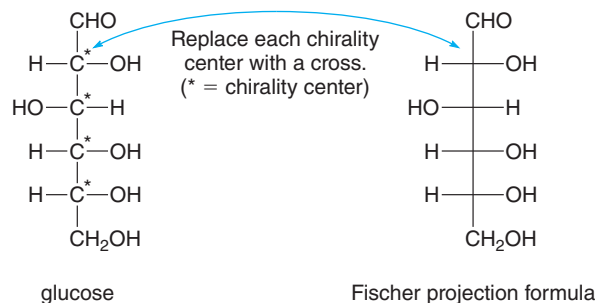 CHO
H—C*—OH
HO—C*—H
H—C*—OH
H—C*—OH
CH₂OH
glucose
Replace each chirality
center with a cross.
(* = chirality center)
CHO
H OH
HO H
H OH
H OH
CH₂OH
Fischer projection formula